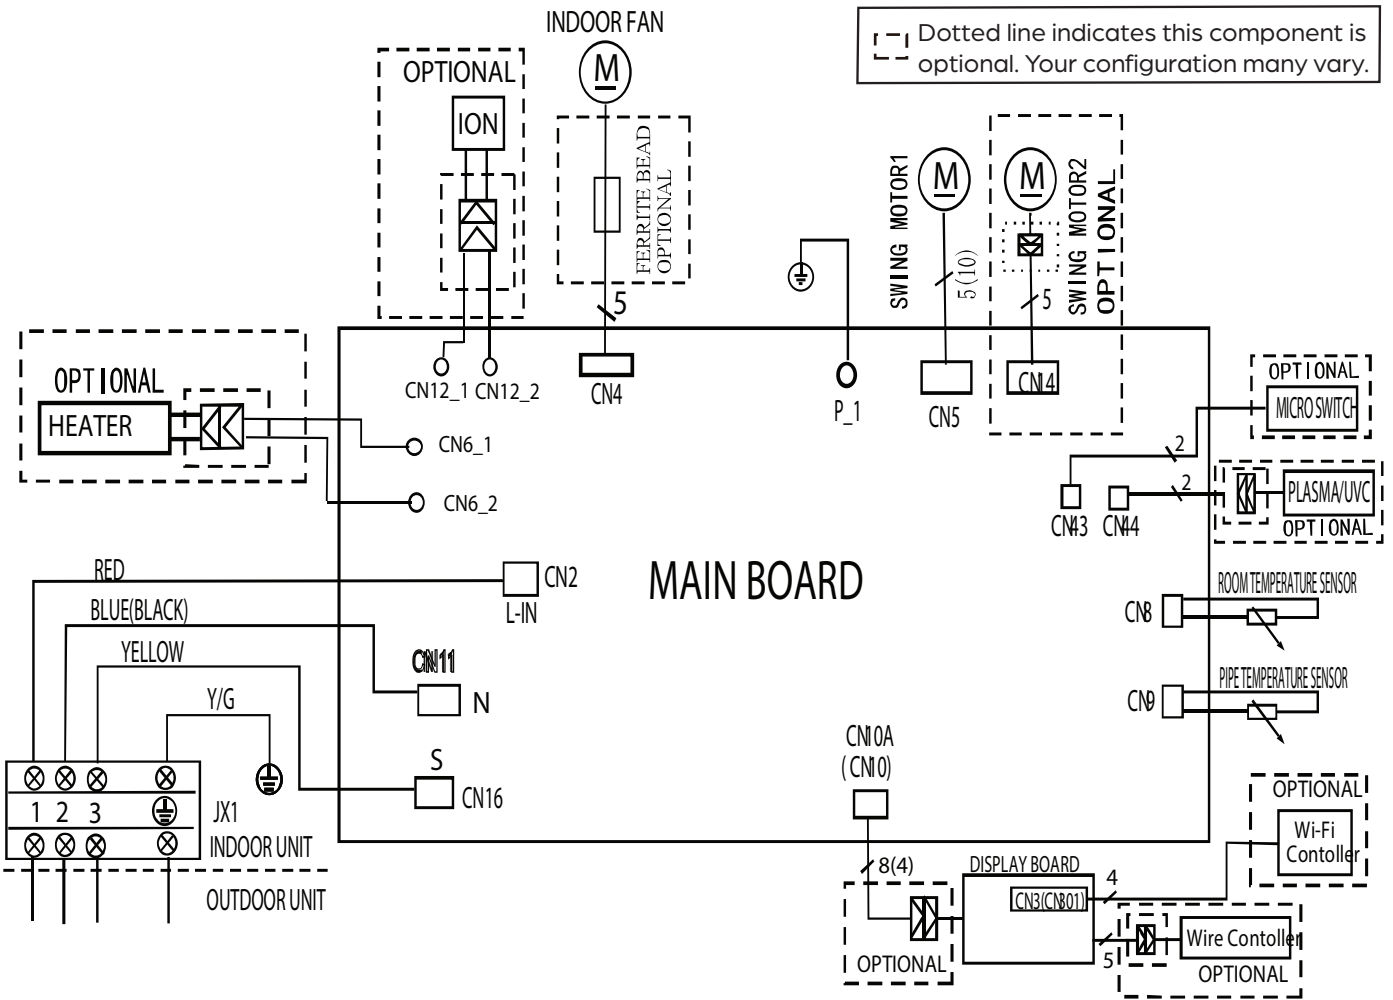 INDOOR FAN
M
Dotted line indicates this component is
optional. Your configuration many vary.
OPTIONAL
ION
FERRITE BEAD
OPTIONAL
5
SWING MOTOR1
M
5(10)
M
SWING MOTOR2
OPTIONAL
5
CN12_1
CN12_2
CN4
P_1
CN5
CN14
OPTIONAL
HEATER
CN6_1
CN6_2
OPTIONAL
MICRO SWITCH
2
CN43
CN44
2
PLASMA/UVC
OPTIONAL
MAIN BOARD
RED
CN2
L-IN
BLUE(BLACK)
YELLOW
CN11
N
Y/G
S
CN16
ROOM TEMPERATURE SENSOR
CN8
PIPE TEMPERATURE SENSOR
CN9
1 2 3
JX1
INDOOR UNIT
OUTDOOR UNIT
CN10A
(CN10)
8(4)
OPTIONAL
DISPLAY BOARD
CN3(CN301)
4
5
OPTIONAL
Wi-Fi
Contoller
Wire Contoller
OPTIONAL